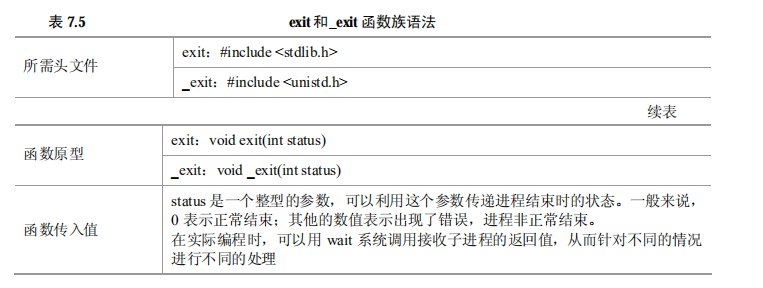 表 7.5 exit 和_exit 函数族语法
所需头文件
exit：#include <stdlib.h>
_exit：#include <unistd.h>
续表
函数原型
exit：void exit(int status)
_exit：void _exit(int status)
函数传入值
status 是一个整型的参数，可以利用这个参数传递进程结束时的状态。一般来说，
0 表示正常结束；其他的数值表示出现了错误，进程非正常结束。
在实际编程时，可以用 wait 系统调用接收子进程的返回值，从而针对不同的情况
进行不同的处理